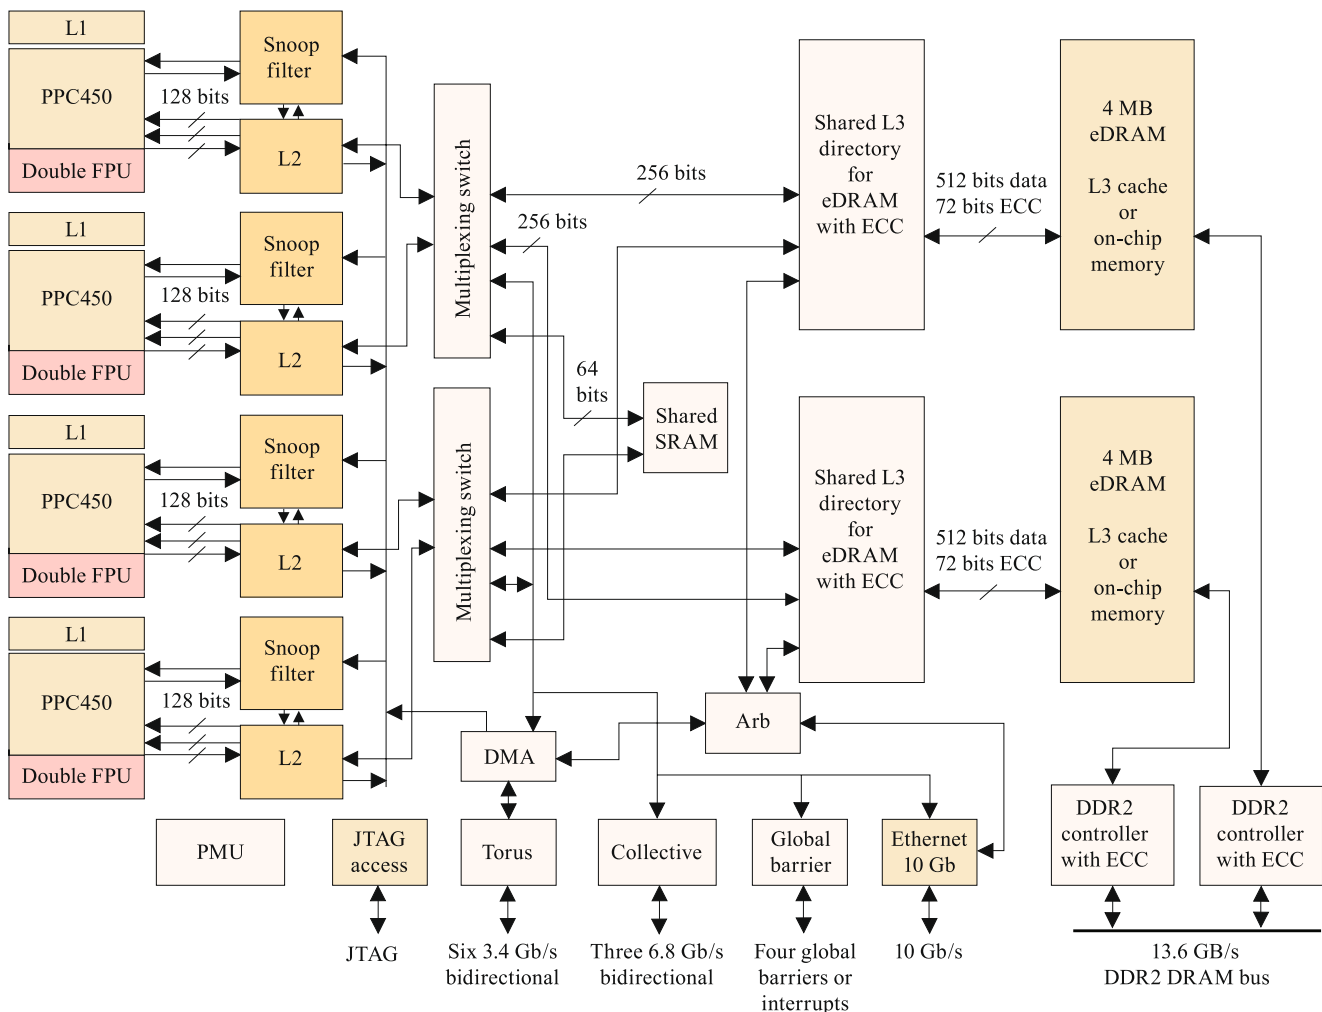 L1
PPC450
Double FPU
128 bits
Snoop
filter
L2
L1
PPC450
Double FPU
128 bits
Snoop
filter
L2
L1
PPC450
Double FPU
128 bits
Snoop
filter
L2
L1
PPC450
Double FPU
128 bits
Snoop
filter
L2
Multiplexing switch
Multiplexing switch
256 bits
256 bits
64
bits
Shared
SRAM
Shared L3
directory
for
eDRAM
with ECC
512 bits data
72 bits ECC
4 MB
eDRAM
L3 cache
or
on-chip
memory
Shared L3
directory
for
eDRAM
with ECC
512 bits data
72 bits ECC
4 MB
eDRAM
L3 cache
or
on-chip
memory
Arb
DMA
PMU
JTAG
access
Torus
Collective
Global
barrier
Ethernet
10 Gb
DDR2
controller
with ECC
DDR2
controller
with ECC
JTAG
Six 3.4 Gb/s
bidirectional
Three 6.8 Gb/s
bidirectional
Four global
barriers or
interrupts
10 Gb/s
13.6 GB/s
DDR2 DRAM bus